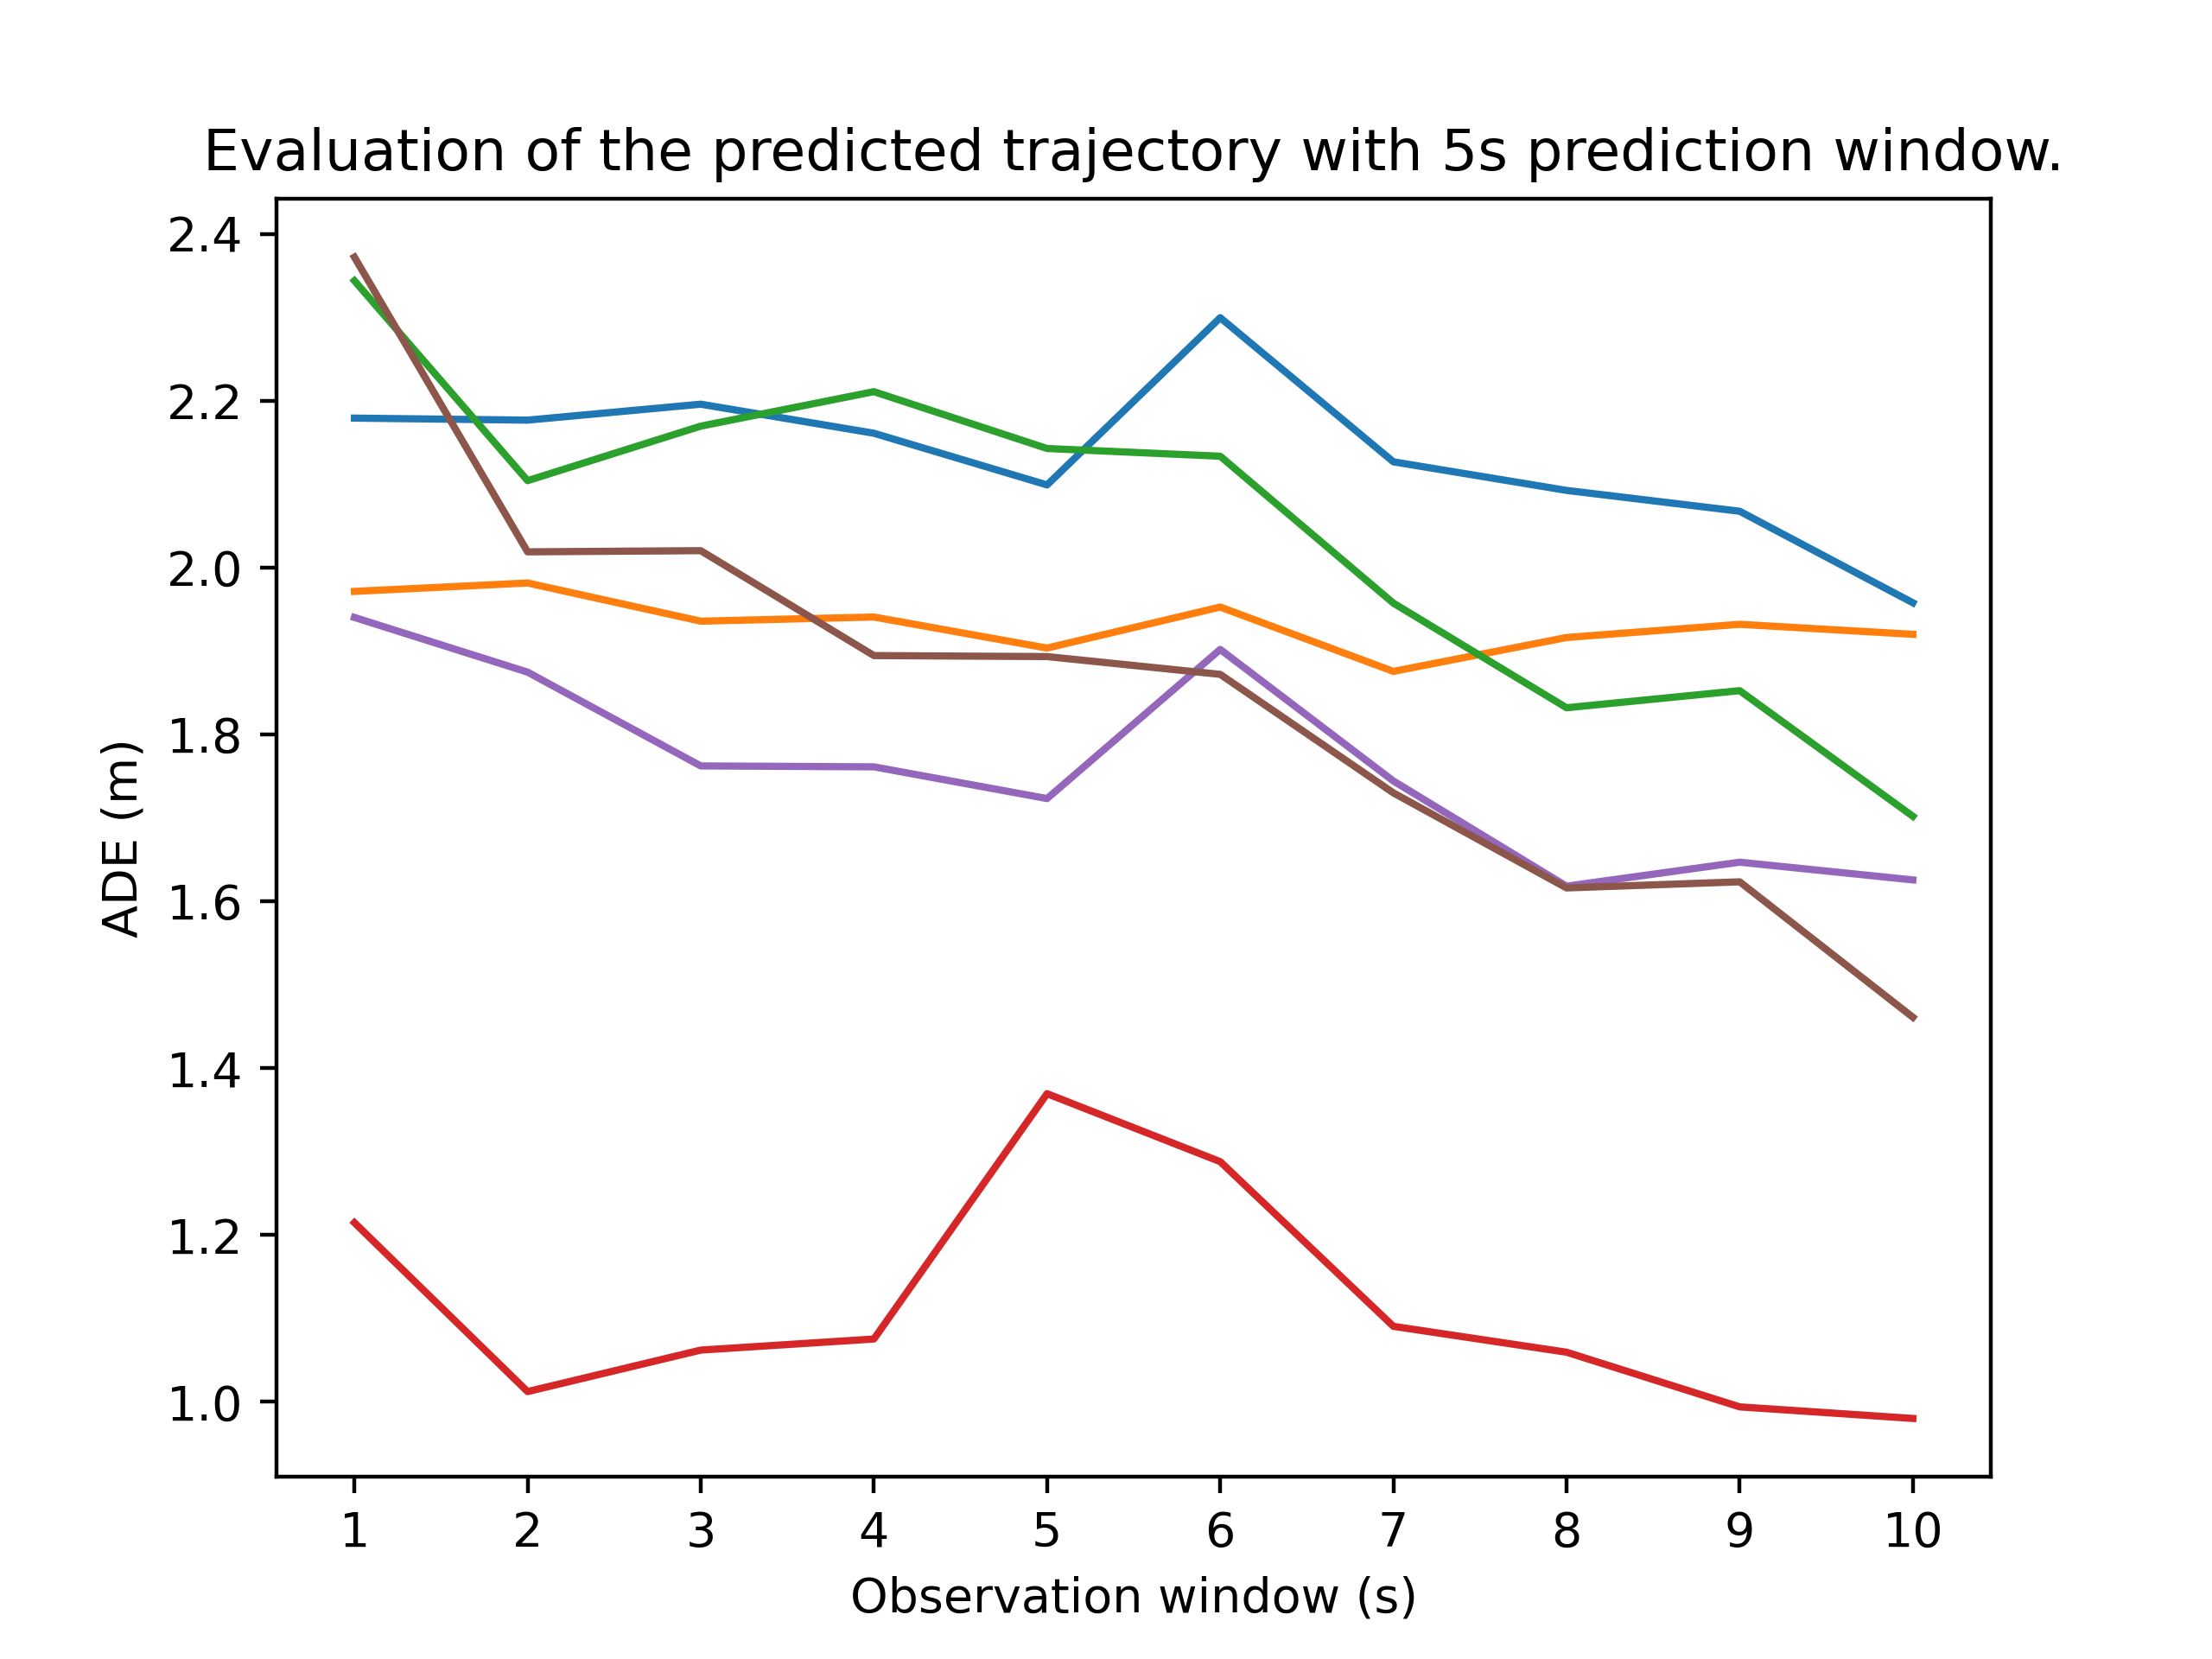 Evaluation of the predicted trajectory with 5s prediction window.
2.4
2.2
2.0
1.8
1.6
1.4
1.2
1.0
ADE (m)
1 2 3 4 5 6 7 8 9 10
Observation window (s)